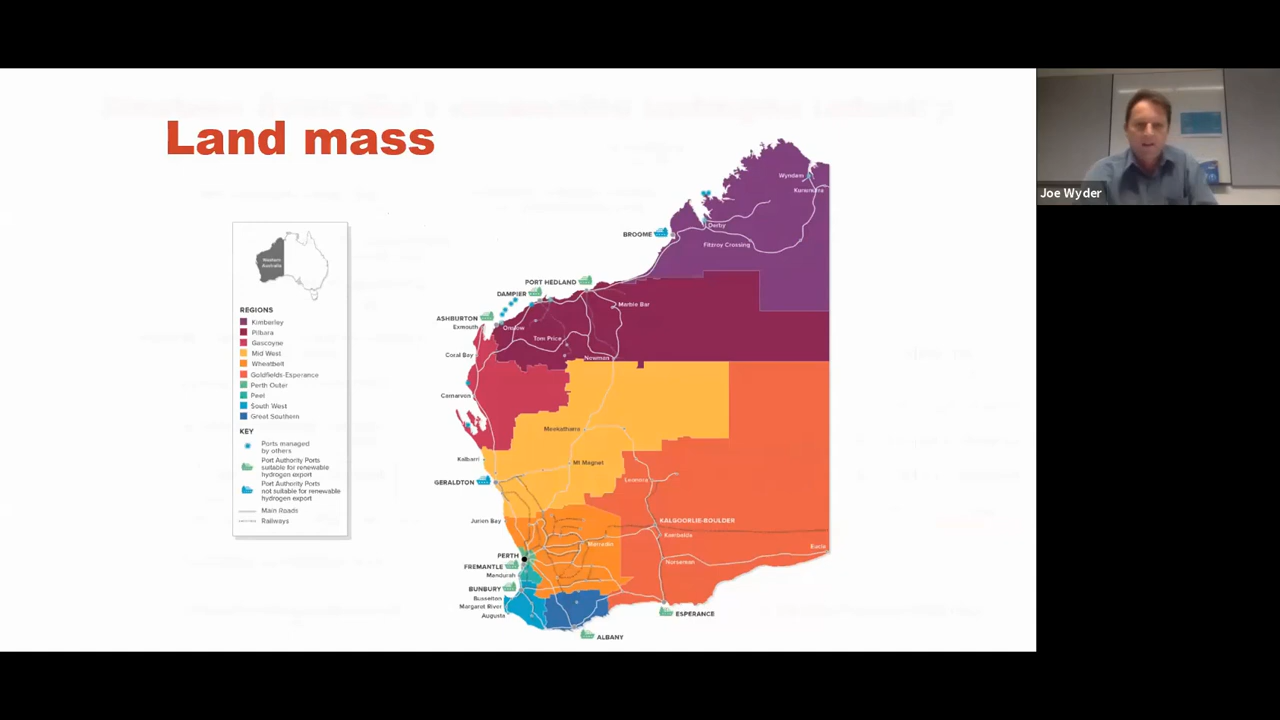 Land mass
Joe Wyder
Western
Australia
REGIONS
Kimberley
Pilbara
Gascoyne
Mid West
Wheatbelt
Goldfields-Esperance
Perth Outer
Peel
South West
Great Southern
KEY
Ports managed
by others
Port Authority Ports
suitable for renewable
hydrogen export
Port Authority Ports
not suitable for renewable
hydrogen export
Main Roads
Railways
Wyndam
Kununurra
Derby
BROOME
Fitzroy Crossing
PORT HEDLAND
DAMPIER
Marble Bar
ASHBURTON
Exmouth
Onslow
Tom Price
Coral Bay
Newman
Carnarvon
Meekatharra
Kalbarri
Mt Magnet
GERALDTON
Leonora
Jurien Bay
KALGOORLIE-BOULDER
Kambalda
Merredin
Eucla
PERTH
Norseman
FREMANTLE
Mandurah
BUNBURY
Busselton
Margaret River
Augusta
ESPERANCE
ALBANY